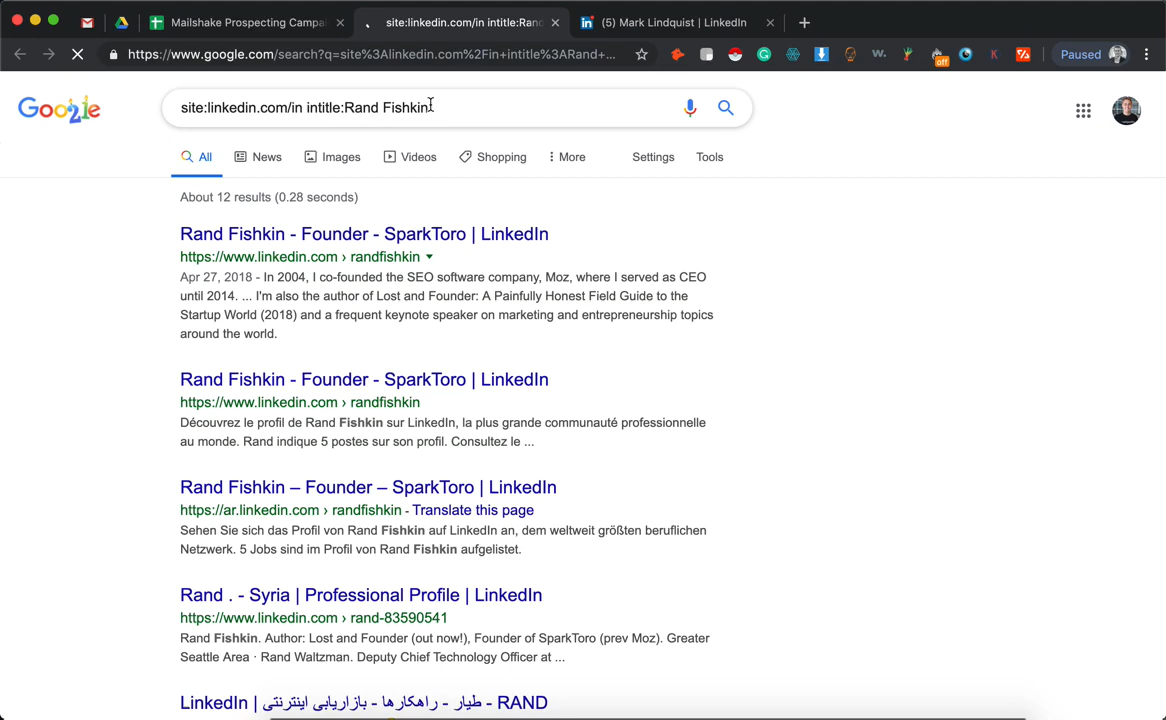 Mailshake Prospecting Campai
site:linkedin.com/in intitle:Rand
(5) Mark Lindquist | LinkedIn
https://www.google.com/search?q=site%3Alinkedin.com%2Fin+intitle%3ARand+...
off
Paused
Google
site:linkedin.com/in intitle:Rand Fishkin
All
News
Images
Videos
Shopping
More
Settings
Tools
About 12 results (0.28 seconds)
Rand Fishkin - Founder - SparkToro | LinkedIn
https://www.linkedin.com › randfishkin
Apr 27, 2018 - In 2004, I co-founded the SEO software company, Moz, where I served as CEO
until 2014. ... I'm also the author of Lost and Founder: A Painfully Honest Field Guide to the
Startup World (2018) and a frequent keynote speaker on marketing and entrepreneurship topics
around the world.
Rand Fishkin - Founder - SparkToro | LinkedIn
https://www.linkedin.com › randfishkin
Découvrez le profil de Rand Fishkin sur LinkedIn, la plus grande communauté professionnelle
au monde. Rand indique 5 postes sur son profil. Consultez le ...
Rand Fishkin – Founder – SparkToro | LinkedIn
https://ar.linkedin.com › randfishkin - Translate this page
Sehen Sie sich das Profil von Rand Fishkin auf LinkedIn an, dem weltweit größten beruflichen
Netzwerk. 5 Jobs sind im Profil von Rand Fishkin aufgelistet.
Rand . - Syria | Professional Profile | LinkedIn
https://www.linkedin.com › rand-83590541
Rand Fishkin. Author: Lost and Founder (out now!), Founder of SparkToro (prev Moz). Greater
Seattle Area · Rand Waltzman. Deputy Chief Technology Officer at ...
RAND - طیار - راهکارها - بازاریابی اینترنتی | LinkedIn